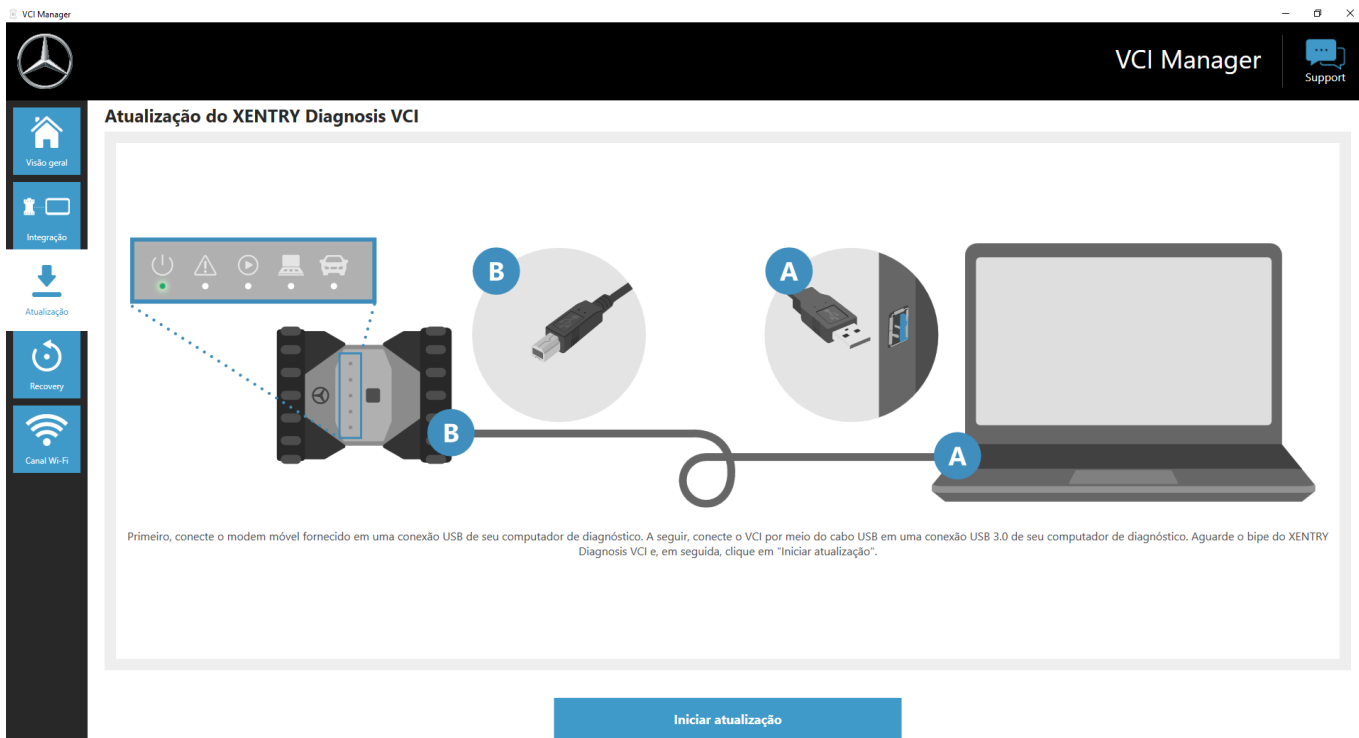 VCI Manager
VCI Manager
Support
Atualização do XENTRY Diagnosis VCI
Visão geral
Integração
Atualização
Recovery
Canal Wi-Fi
B
A
B
A
Primeiro, conecte o modem móvel fornecido em uma conexão USB de seu computador de diagnóstico. A seguir, conecte o VCI por meio do cabo USB em uma conexão USB 3.0 de seu computador de diagnóstico. Aguarde o bipe do XENTRY
Diagnosis VCI e, em seguida, clique em "Iniciar atualização".
Iniciar atualização